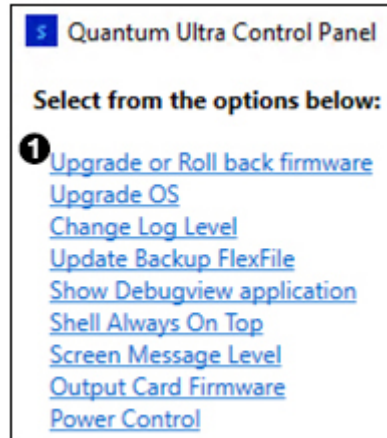 S Quantum Ultra Control Panel
Select from the options below:
❶ Upgrade or Roll back firmware
Upgrade OS
Change Log Level
Update Backup FlexFile
Show Debugview application
Shell Always On Top
Screen Message Level
Output Card Firmware
Power Control